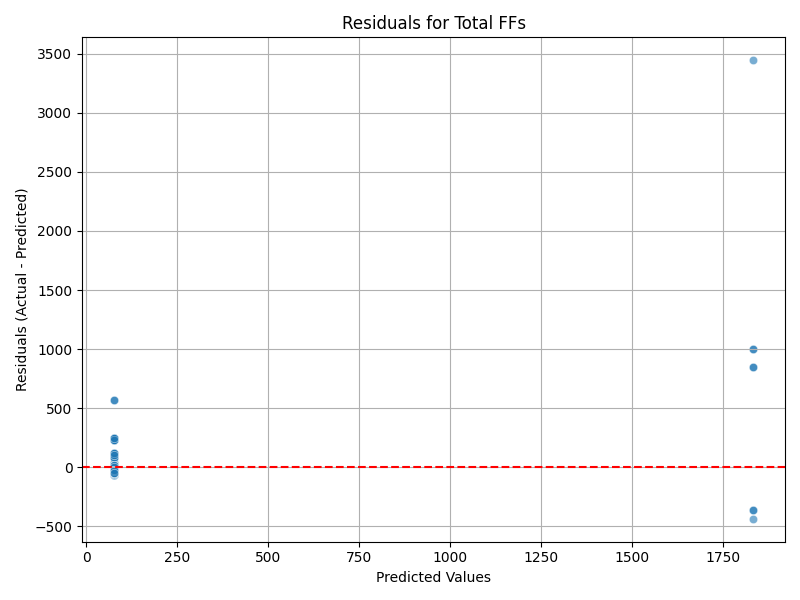 Residuals for Total FFs
Residuals (Actual - Predicted)
3500
3000
2500
2000
1500
1000
500
0
−500
0 250 500 750 1000 1250 1500 1750
Predicted Values